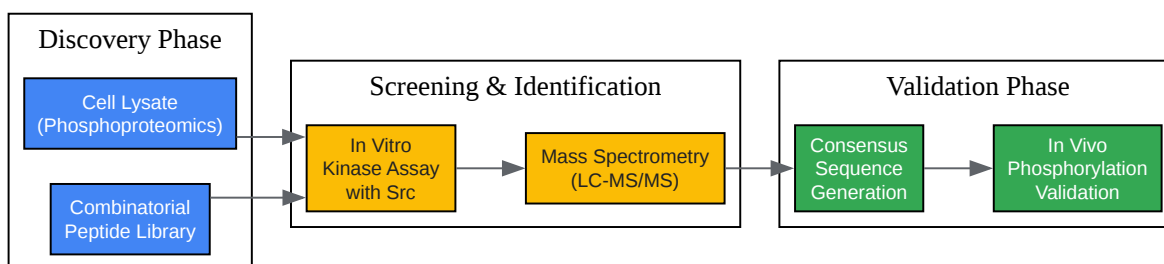 Discovery Phase
Cell Lysate
(Phosphoproteomics)
Combinatorial
Peptide Library
Screening & Identification
In Vitro
Kinase Assay
with Src
Mass Spectrometry
(LC-MS/MS)
Validation Phase
Consensus
Sequence
Generation
In Vivo
Phosphorylation
Validation